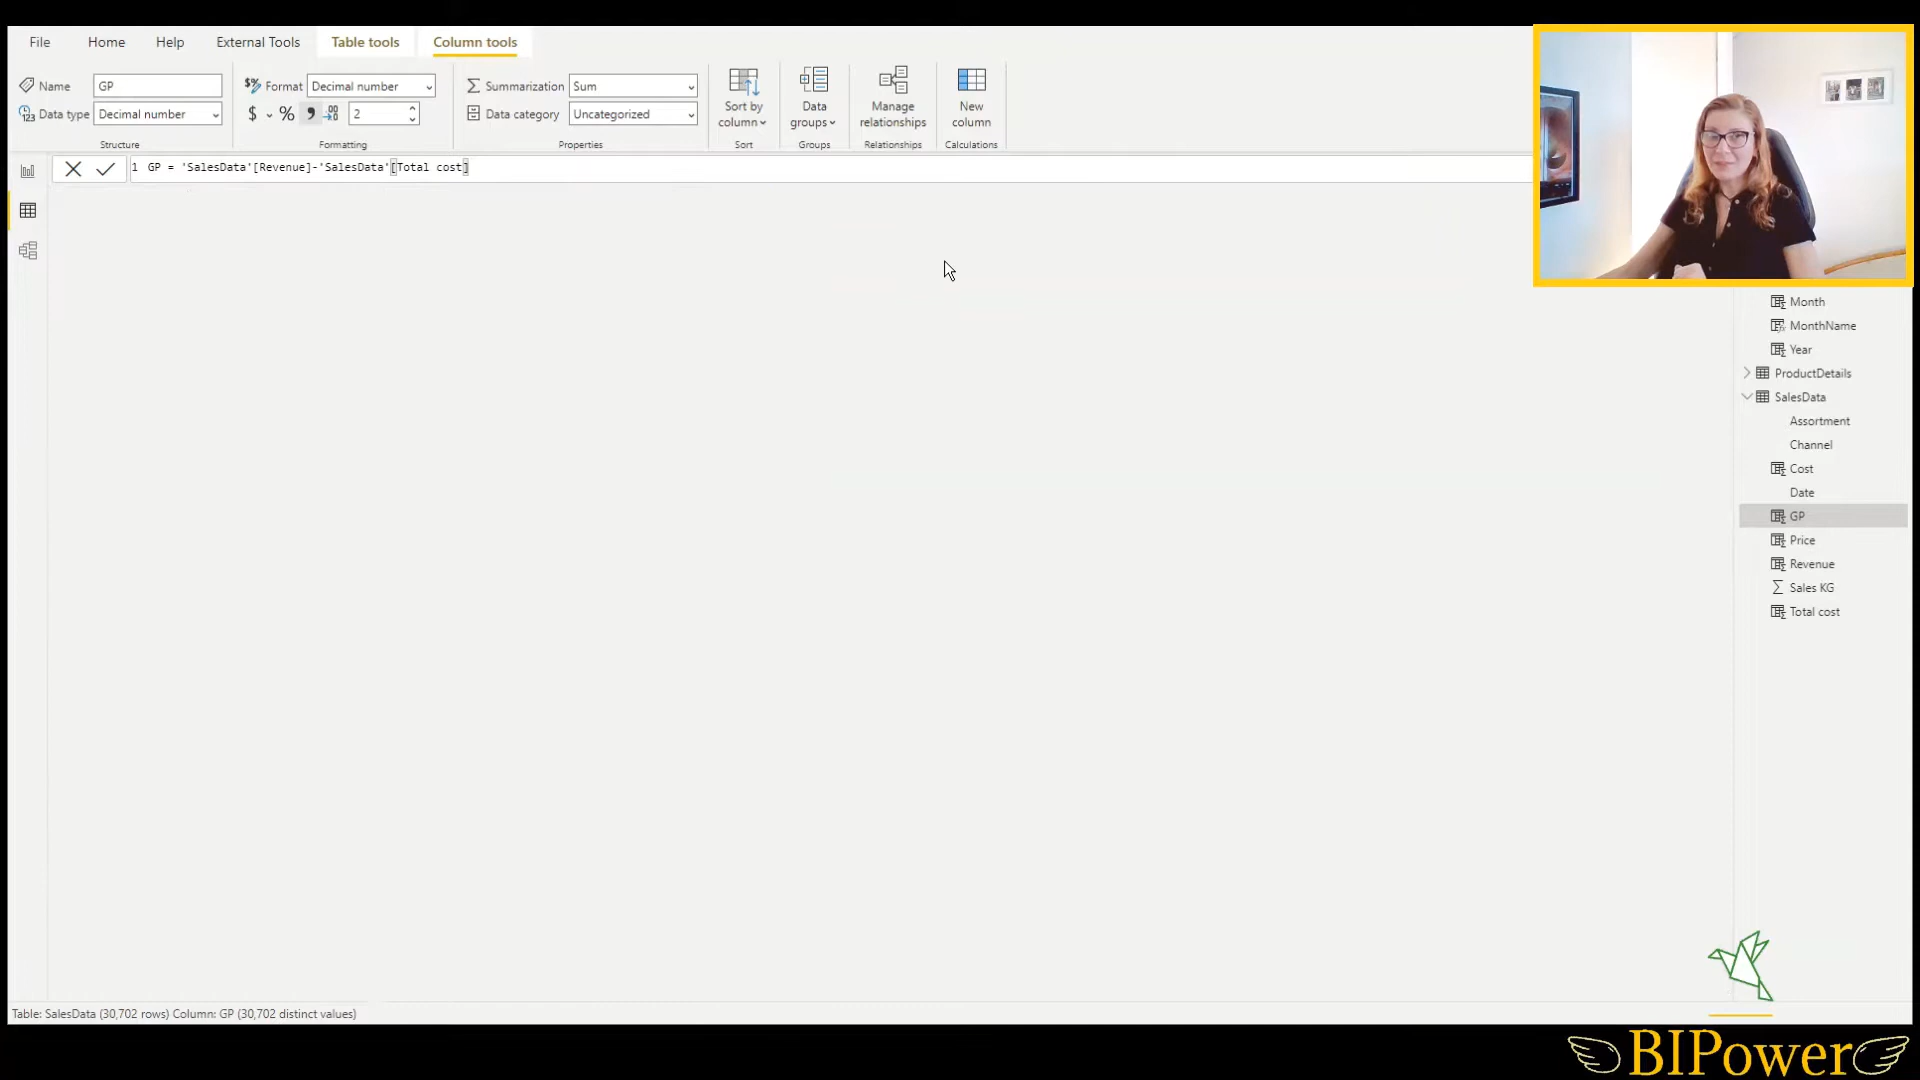 File Home Help External Tools Table tools Column tools
Name GP
Data type Decimal number
Structure
Format Decimal number
$ % 2
Formatting
Summarization Sum
Data category Uncategorized
Properties
Sort by
column
Sort
Data
groups
Groups
Manage
relationships
Relationships
New
column
Calculations
1 GP = 'SalesData'[Revenue]-'SalesData'[Total cost]
Month
MonthName
Year
ProductDetails
SalesData
Assortment
Channel
Cost
Date
GP
Price
Revenue
Sales KG
Total cost
Table: SalesData (30,702 rows) Column: GP (30,702 distinct values)
BIPower